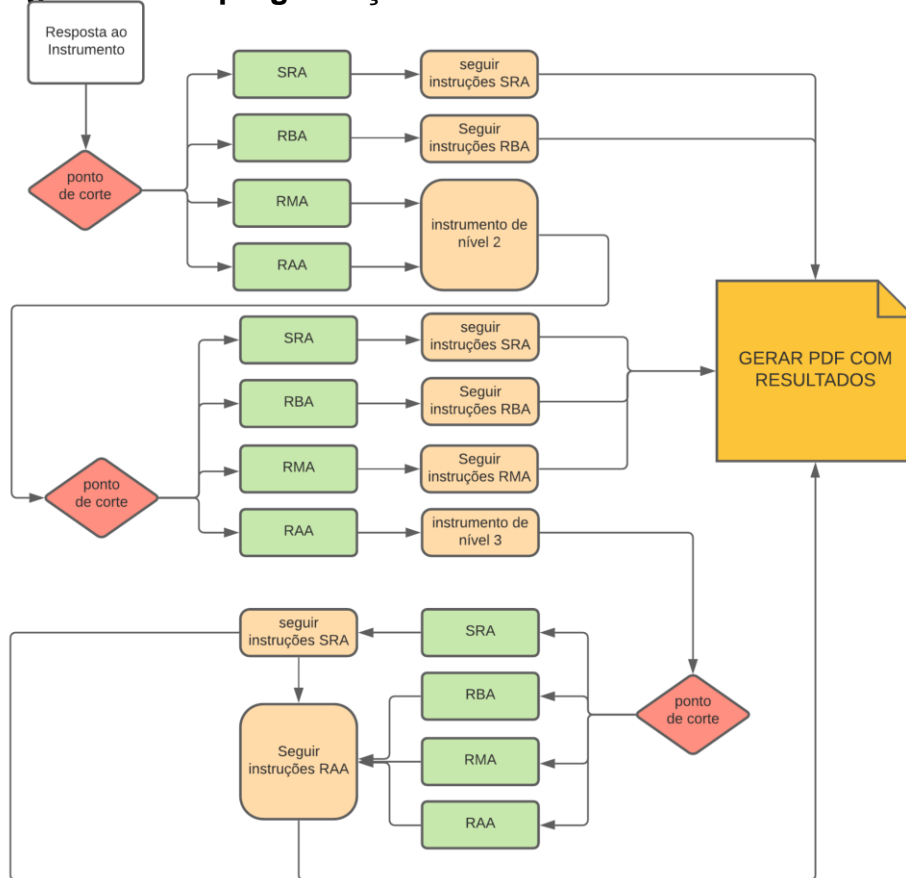 Resposta ao
Instrumento
ponto
de corte
SRA
seguir
instruções SRA
RBA
Seguir
instruções RBA
RMA
RAA
instrumento de
nível 2
GERAR PDF COM
RESULTADOS
ponto
de corte
SRA
seguir
instruções SRA
RBA
Seguir
instruções RBA
RMA
Seguir
instruções RMA
RAA
instrumento de
nível 3
ponto
de corte
SRA
seguir
instruções SRA
RBA
RMA
RAA
Seguir
instruções RAA